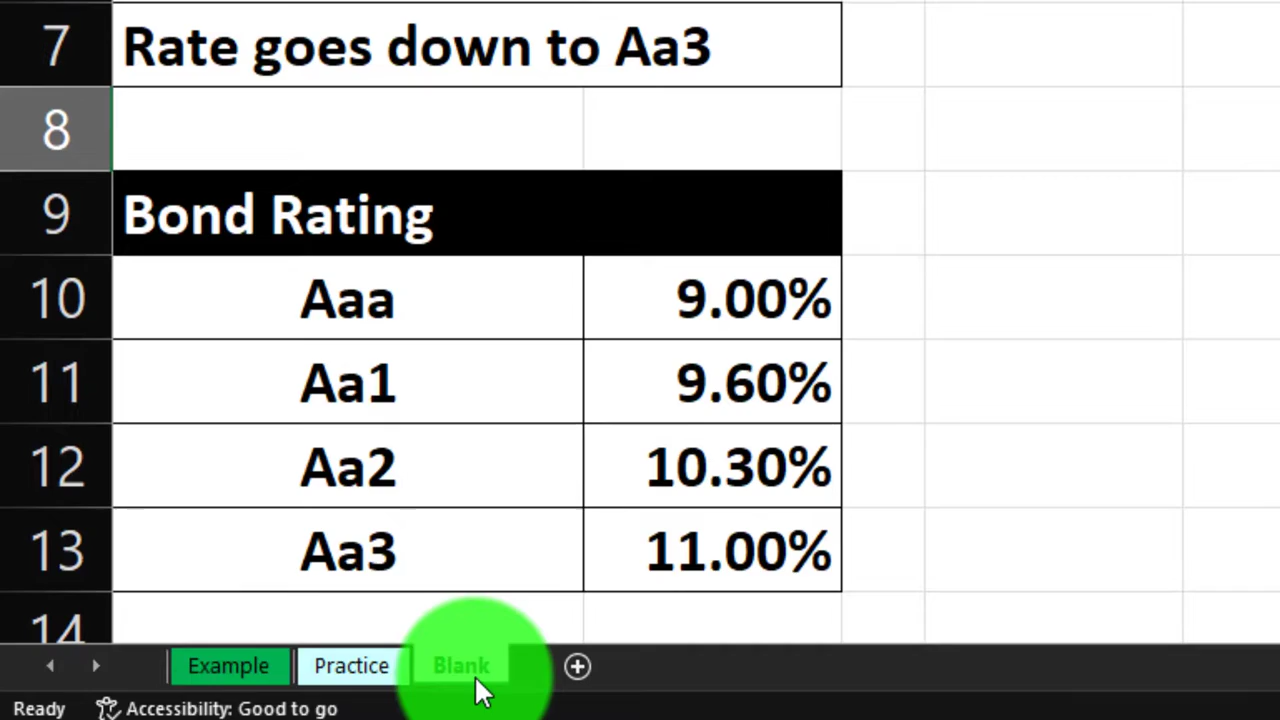 7 Rate goes down to Aa3
8
9 Bond Rating
10 Aaa 9.00%
11 Aa1 9.60%
12 Aa2 10.30%
13 Aa3 11.00%
14
Example Practice Blank
Ready Accessibility: Good to go